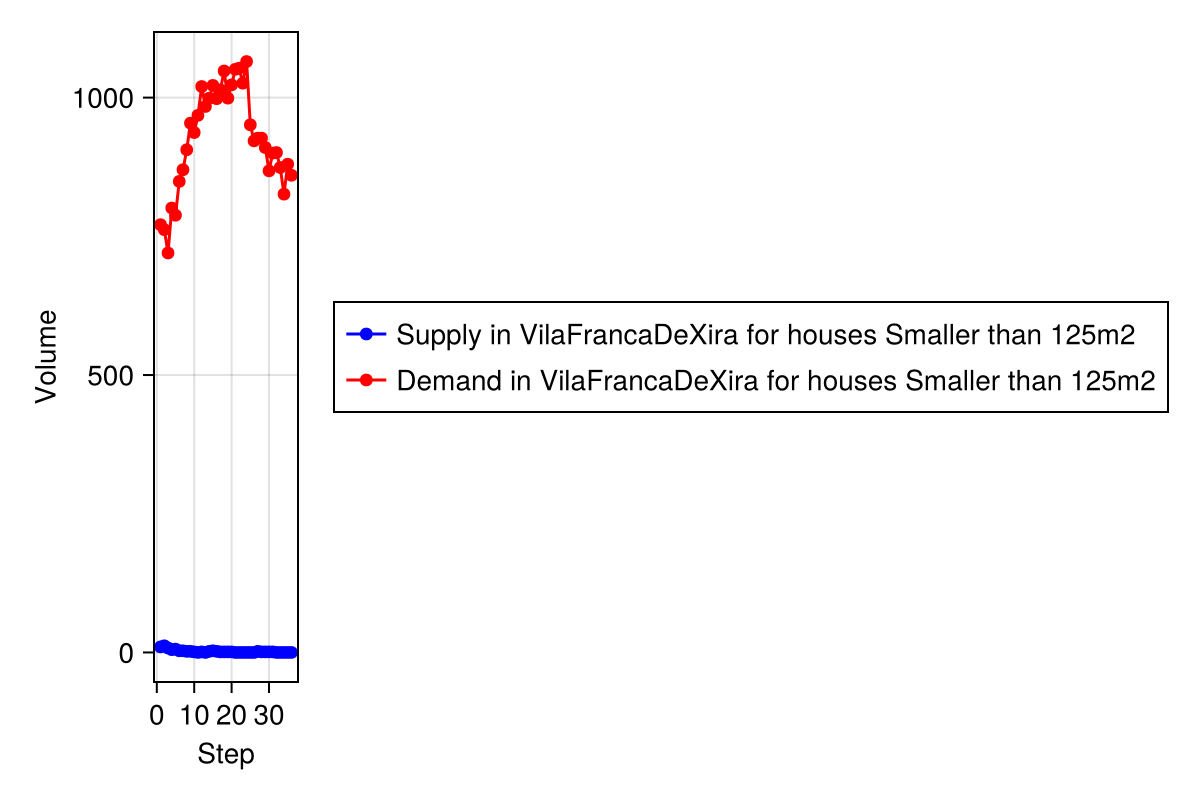 1000
500
0
Volume
0 10 20 30
Step
Supply in VilaFrancaDeXira for houses Smaller than 125m2
Demand in VilaFrancaDeXira for houses Smaller than 125m2